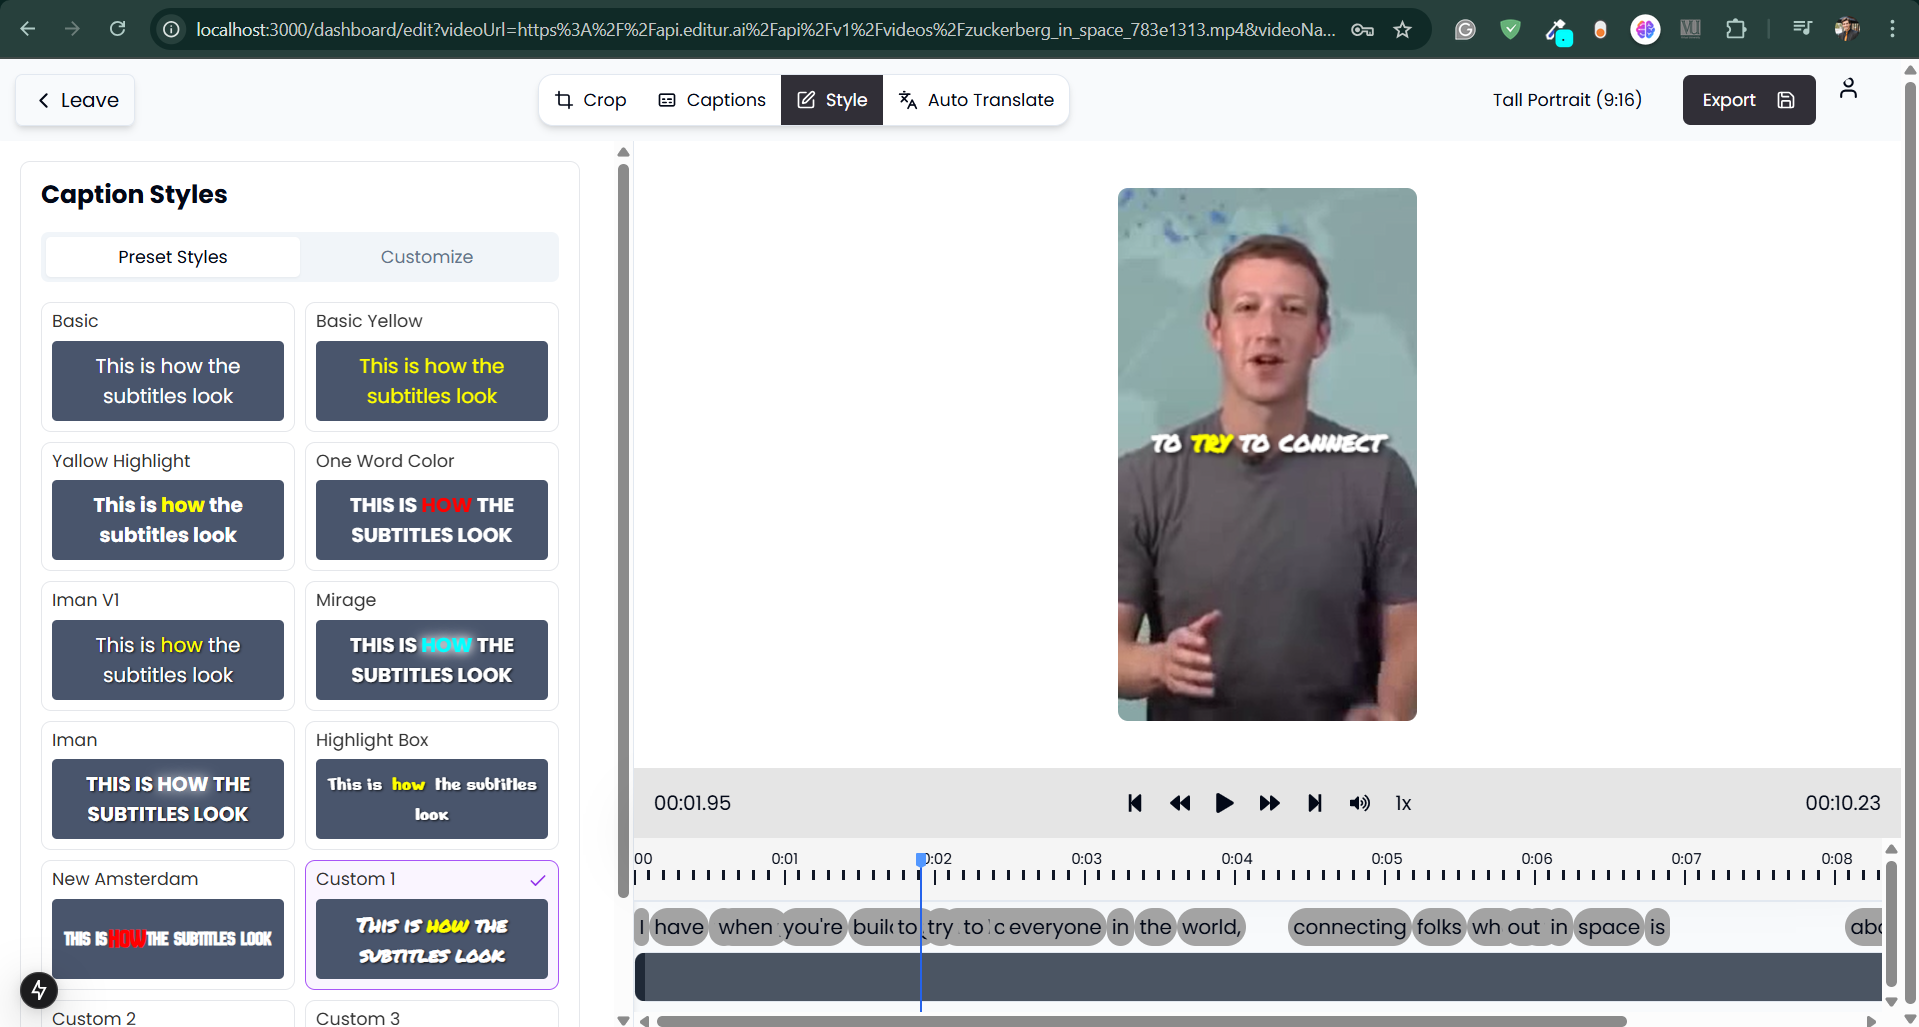 localhost:3000/dashboard/edit?videoUrl=https%3A%2F%2Fapi.editur.ai%2Fapi%2Fv1%2Fvideos%2Fzuckerberg_in_space_783e1313.mp4&videoNa...
Leave
Crop
Captions
Style
Auto Translate
Tall Portrait (9:16)
Export
Caption Styles
Preset Styles
Customize
Basic
This is how the
subtitles look
Basic Yellow
This is how the
subtitles look
Yallow Highlight
This is how the
subtitles look
One Word Color
THIS IS HOW THE
SUBTITLES LOOK
Iman V1
This is how the
subtitles look
Mirage
THIS IS HOW THE
SUBTITLES LOOK
Iman
THIS IS HOW THE
SUBTITLES LOOK
Highlight Box
This is how the subtitles
look
New Amsterdam
THIS IS HOW THE SUBTITLES LOOK
Custom 1
THIS IS HOW THE
SUBTITLES LOOK
Custom 2
Custom 3
TO TRY TO CONNECT
00:01.95
1x
00:10.23
00 0:01 0:02 0:03 0:04 0:05 0:06 0:07 0:08
I have when you're build to try to c everyone in the world, connecting folks wh out in space is abo